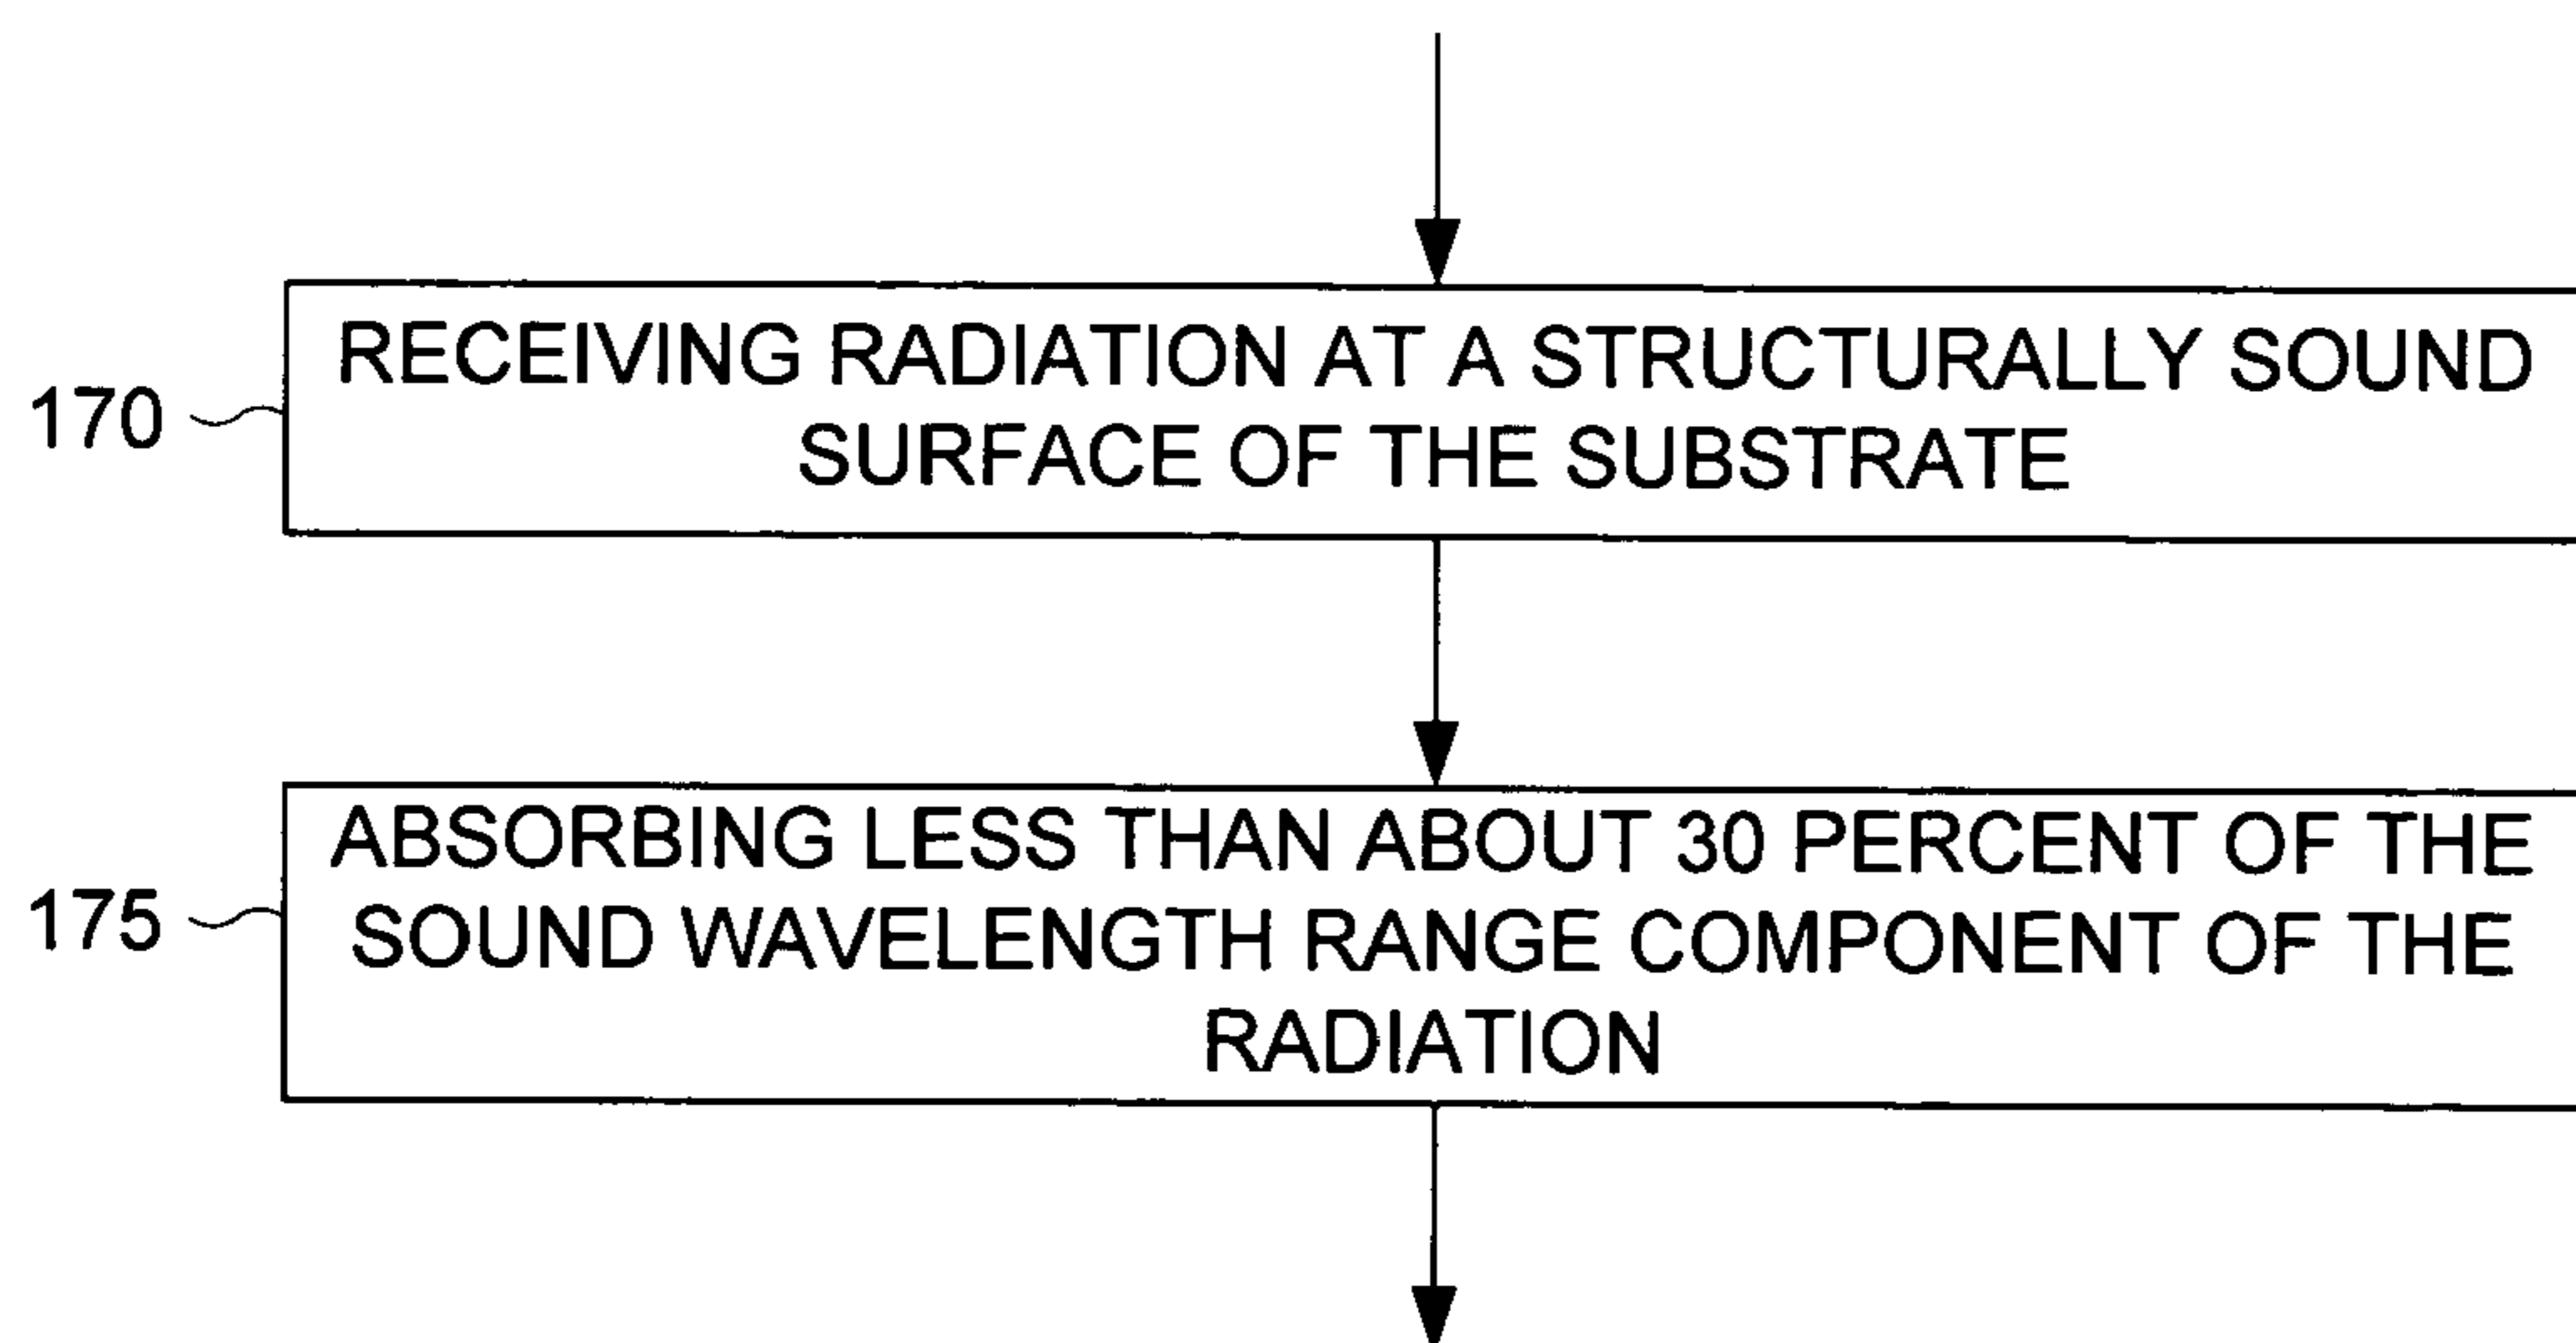 RECEIVING RADIATION AT A STRUCTURALLY SOUND
SURFACE OF THE SUBSTRATE
170
ABSORBING LESS THAN ABOUT 30 PERCENT OF THE
SOUND WAVELENGTH RANGE COMPONENT OF THE
RADIATION
175